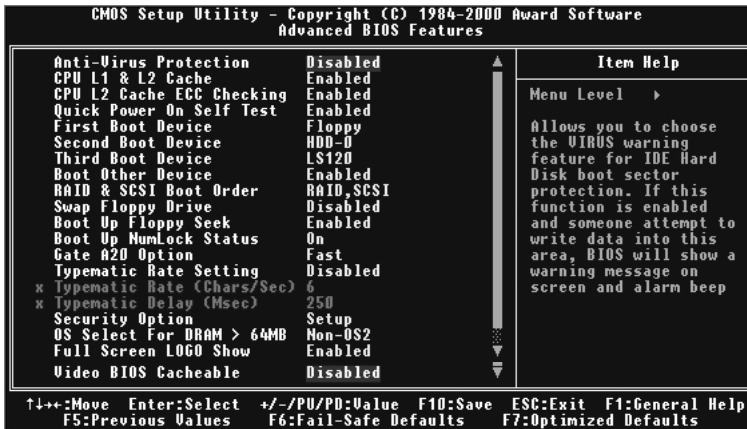 CMOS Setup Utility - Copyright (C) 1984-2000 Award Software
Advanced BIOS Features
Anti-Virus Protection Disabled
CPU L1 & L2 Cache Enabled
CPU L2 Cache ECC Checking Enabled
Quick Power On Self Test Enabled
First Boot Device Floppy
Second Boot Device HDD-0
Third Boot Device LS120
Boot Other Device Enabled
RAID & SCSI Boot Order RAID,SCSI
Swap Floppy Drive Disabled
Boot Up Floppy Seek Enabled
Boot Up NumLock Status On
Gate A20 Option Fast
Typematic Rate Setting Disabled
x Typematic Rate (Chars/Sec) 6
x Typematic Delay (Msec) 250
Security Option Setup
OS Select For DRAM > 64MB Non-OS2
Full Screen LOGO Show Enabled
Video BIOS Cacheable Disabled
Item Help
Menu Level ▸
Allows you to choose
the VIRUS warning
feature for IDE Hard
Disk boot sector
protection. If this
function is enabled
and someone attempt to
write data into this
area, BIOS will show a
warning message on
screen and alarm beep
↑↓→←:Move Enter:Select +/-/PU/PD:Value F10:Save ESC:Exit F1:General Help
F5:Previous Values F6:Fail-Safe Defaults F7:Optimized Defaults